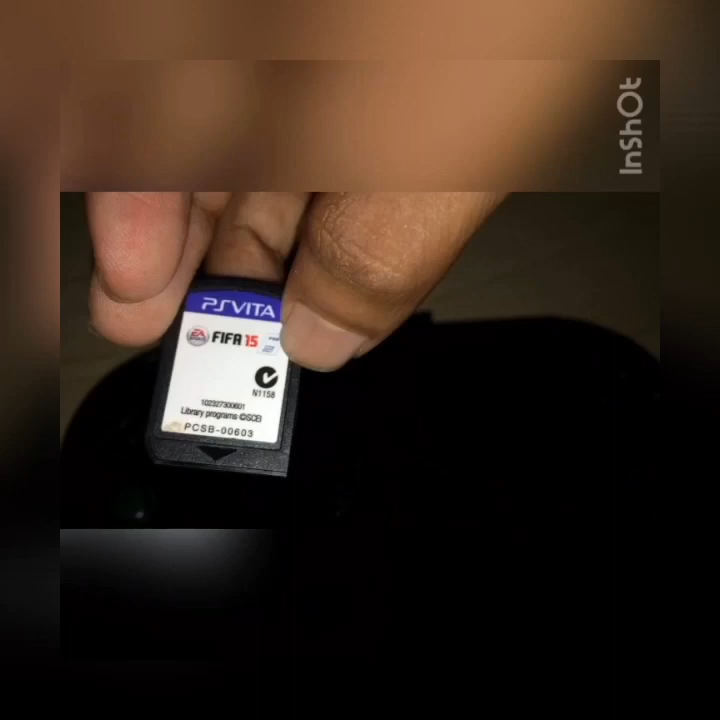 InShOt
PSVITA
EA
FIFA 15
N1158
102327300601
Library programs ©SCEI
PCSB-00603